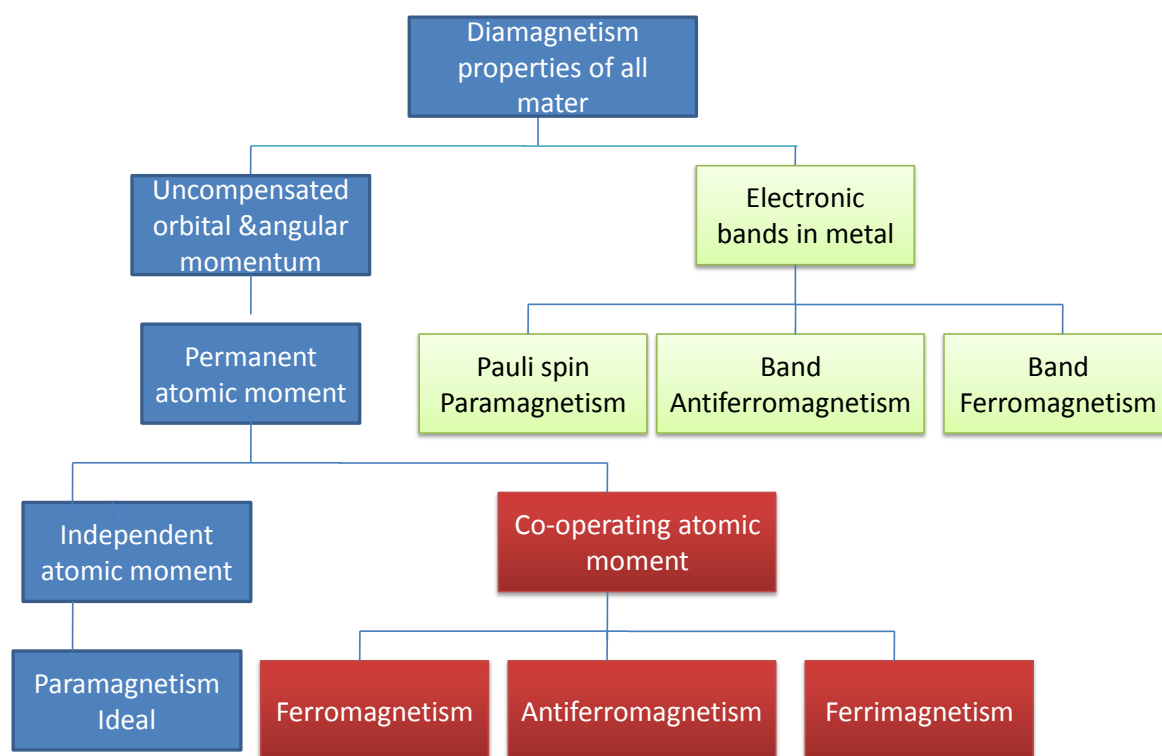 Diamagnetism
properties of all
mater
Uncompensated
orbital &angular
momentum
Electronic
bands in metal
Permanent
atomic moment
Pauli spin
Paramagnetism
Band
Antiferromagnetism
Band
Ferromagnetism
Independent
atomic moment
Co-operating atomic
moment
Paramagnetism
Ideal
Ferromagnetism
Antiferromagnetism
Ferrimagnetism